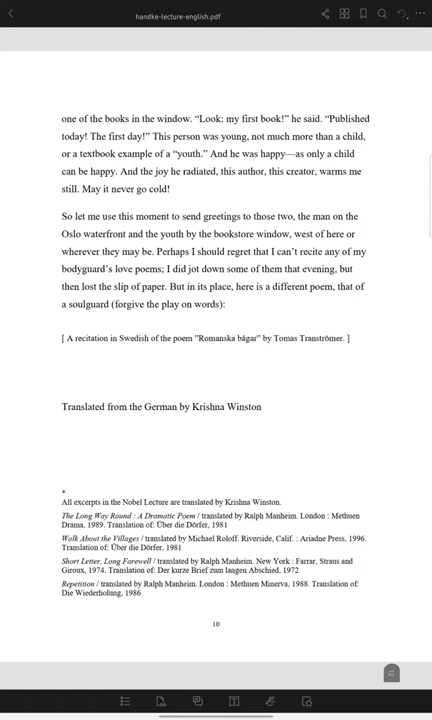 handke-lecture-english.pdf
one of the books in the window. “Look: my first book!” he said. “Published
today! The first day!” This person was young, not much more than a child,
or a textbook example of a “youth.” And he was happy—as only a child
can be happy. And the joy he radiated, this author, this creator, warms me
still. May it never go cold!
So let me use this moment to send greetings to those two, the man on the
Oslo waterfront and the youth by the bookstore window, west of here or
wherever they may be. Perhaps I should regret that I can’t recite any of my
bodyguard’s love poems; I did jot down some of them that evening, but
then lost the slip of paper. But in its place, here is a different poem, that of
a soulguard (forgive the play on words):
[ A recitation in Swedish of the poem ”Romanska bågar” by Tomas Tranströmer. ]
Translated from the German by Krishna Winston
*
All excerpts in the Nobel Lecture are translated by Krishna Winston.
The Long Way Round : A Dramatic Poem / translated by Ralph Manheim. London : Methuen
Drama, 1989. Translation of: Über die Dörfer, 1981
Walk About the Villages / translated by Michael Roloff. Riverside, Calif. : Ariadne Press, 1996.
Translation of: Über die Dörfer, 1981
Short Letter, Long Farewell / translated by Ralph Manheim. New York : Farrar, Straus and
Giroux, 1974. Translation of: Der kurze Brief zum langen Abschied, 1972
Repetition / translated by Ralph Manheim. London : Methuen Minerva, 1988. Translation of:
Die Wiederholung, 1986
10